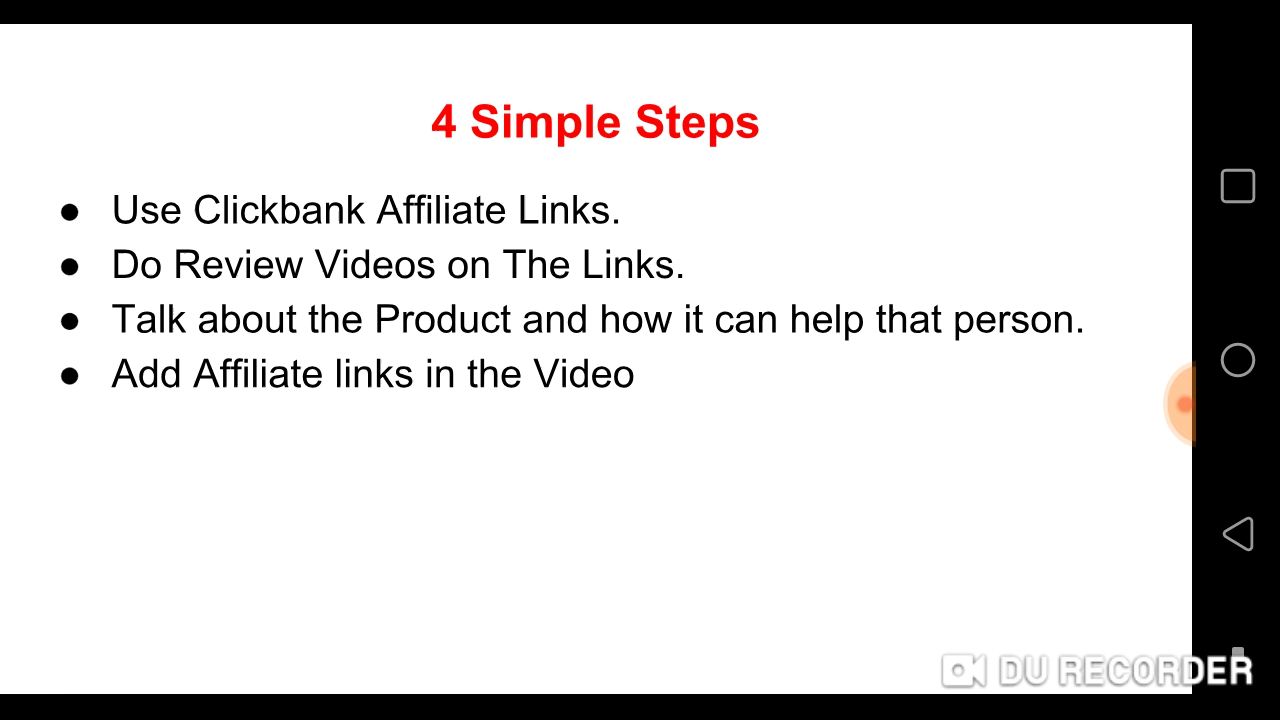 4 Simple Steps
● Use Clickbank Affiliate Links.
● Do Review Videos on The Links.
● Talk about the Product and how it can help that person.
● Add Affiliate links in the Video
DU RECORDER